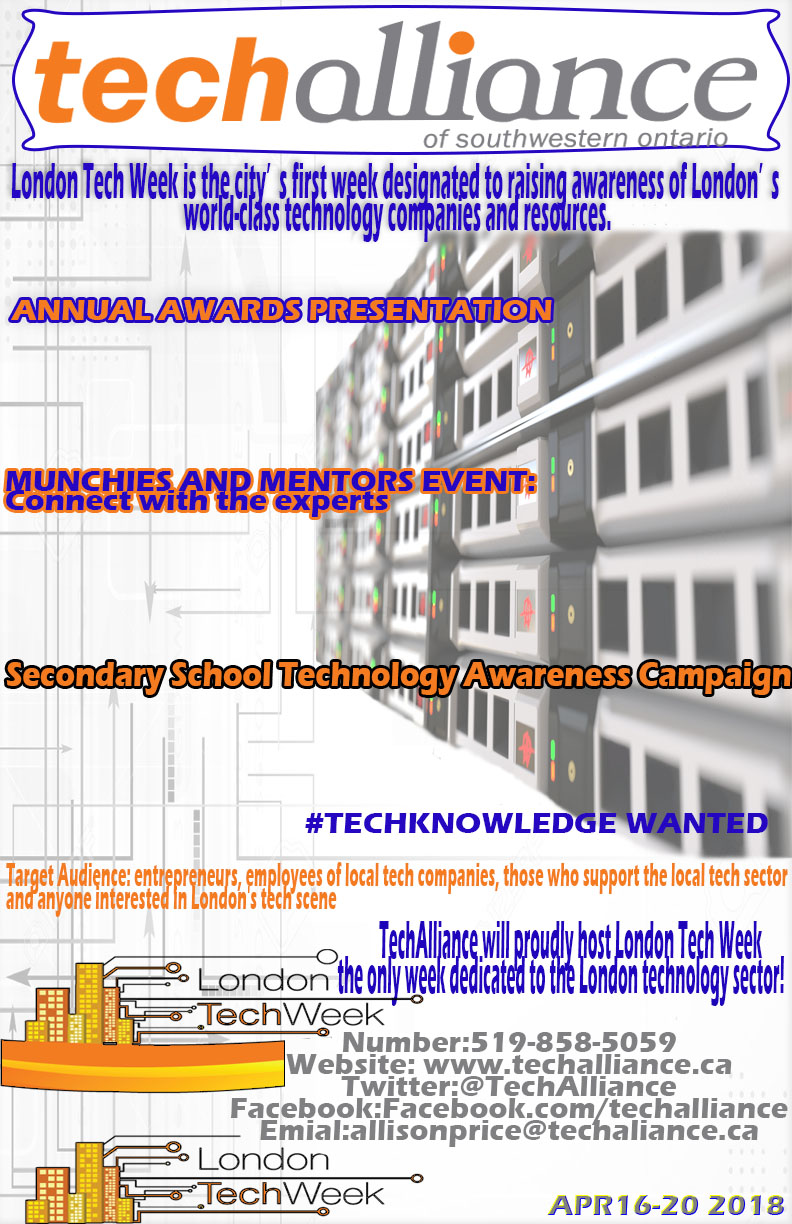 techalliance
of southwestern ontario
London Tech Week is the city's first week designated to raising awareness of London's
world-class technology companies and resources.
ANNUAL AWARDS PRESENTATION
MUNCHIES AND MENTORS EVENT:
Connect with the experts
Secondary School Technology Awareness Campaign
#TECHKNOWLEDGE WANTED
Target Audience: entrepreneurs, employees of local tech companies, those who support the local tech sector
and anyone interested in London's tech scene
TechAlliance will proudly host London Tech Week
the only week dedicated to the London technology sector!
London
TechWeek
Number:519-858-5059
Website: www.techalliance.ca
Twitter:@TechAlliance
Facebook:Facebook.com/techalliance
Emial:allisonprice@techaliance.ca
London
TechWeek
APR16-20 2018